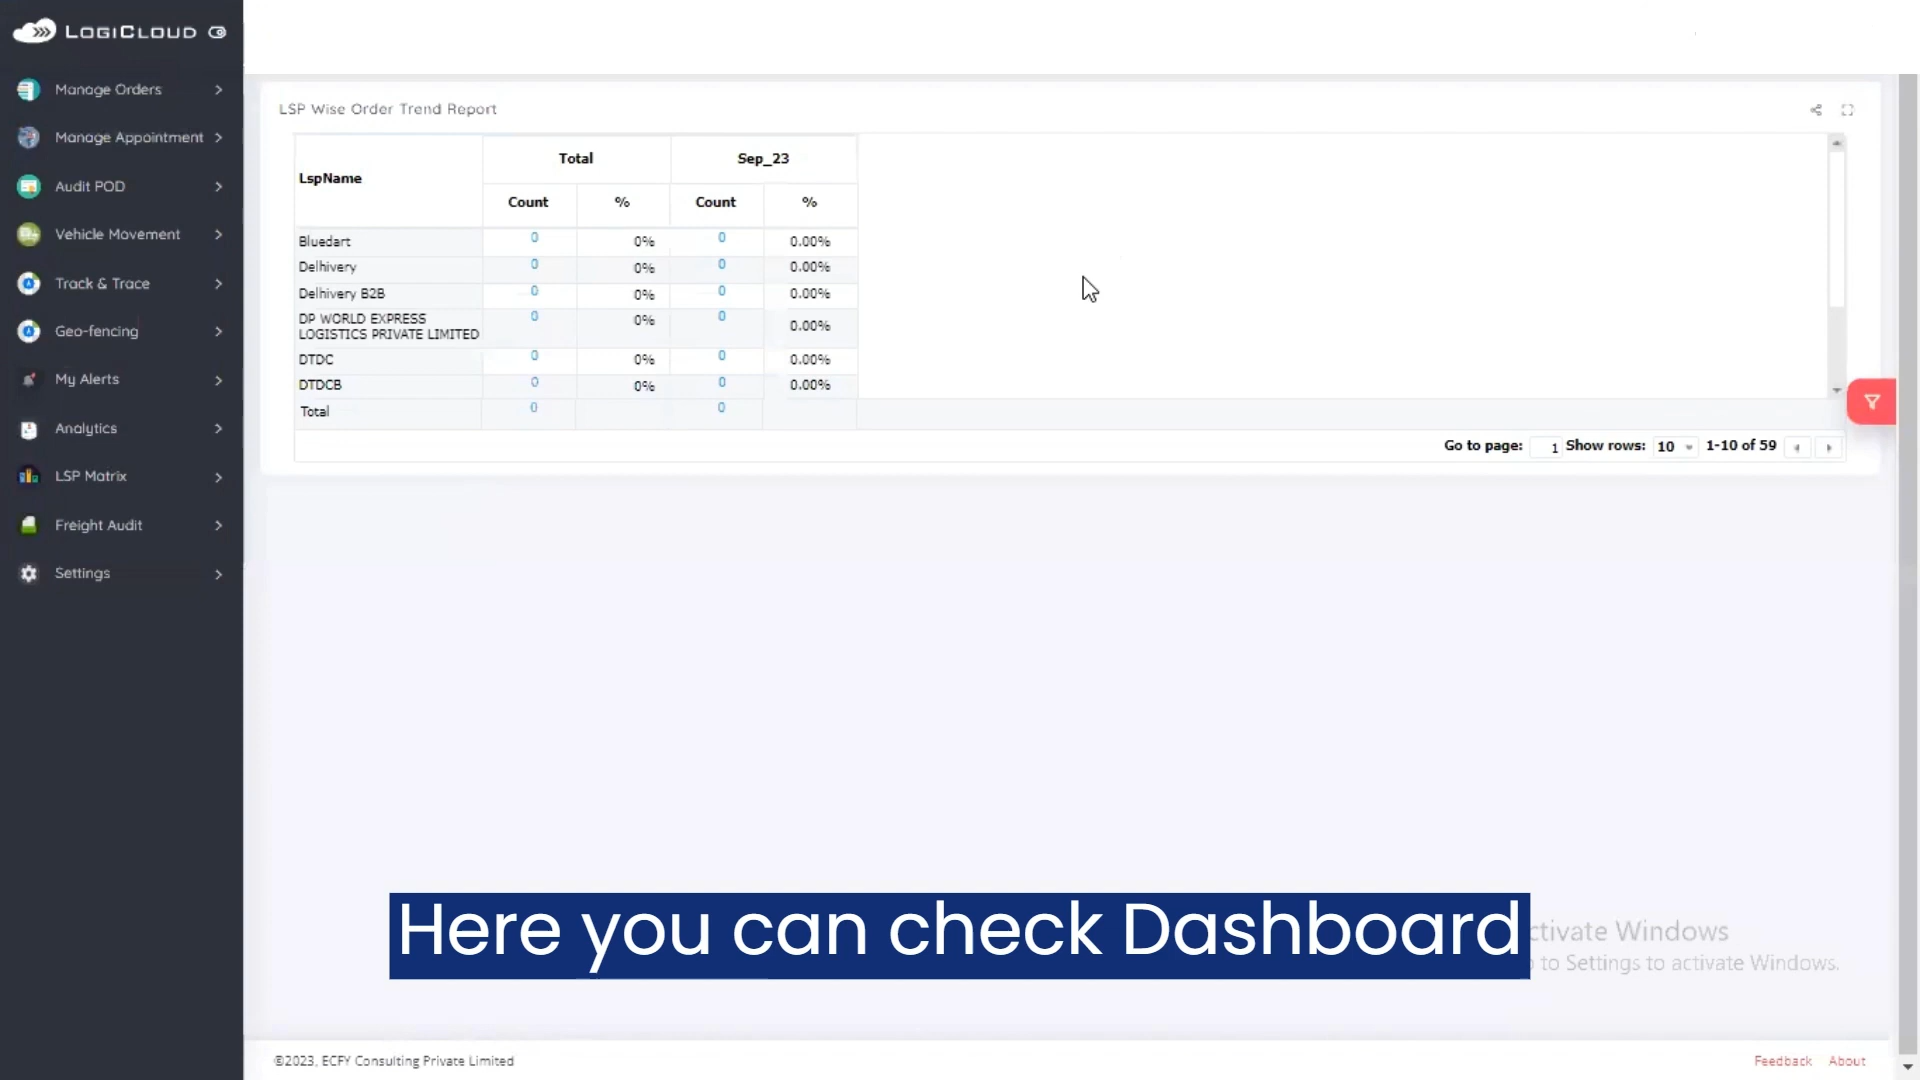 LOGICLOUD
Manage Orders
Manage Appointment
Audit POD
Vehicle Movement
Track & Trace
Geo-fencing
My Alerts
Analytics
LSP Matrix
Freight Audit
Settings
LSP Wise Order Trend Report
LspName Total Sep_23
Count % Count %
Bluedart 0 0% 0 0.00%
Delhivery 0 0% 0 0.00%
Delhivery B2B 0 0% 0 0.00%
DP WORLD EXPRESS
LOGISTICS PRIVATE LIMITED 0 0% 0 0.00%
DTDC 0 0% 0 0.00%
DTDCB 0 0% 0 0.00%
Total 0 0
Go to page: 1 Show rows: 10 1-10 of 59
Here you can check Dashboard
ctivate Windows
to Settings to activate Windows.
©2023, ECFY Consulting Private Limited
Feedback About